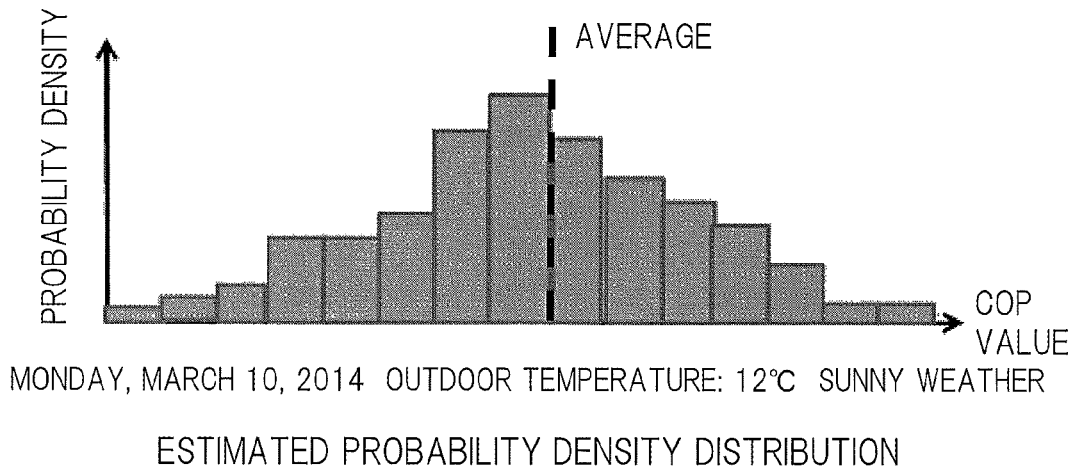 AVERAGE
PROBABILITY DENSITY
COP
VALUE
MONDAY, MARCH 10, 2014 OUTDOOR TEMPERATURE: 12℃ SUNNY WEATHER
ESTIMATED PROBABILITY DENSITY DISTRIBUTION